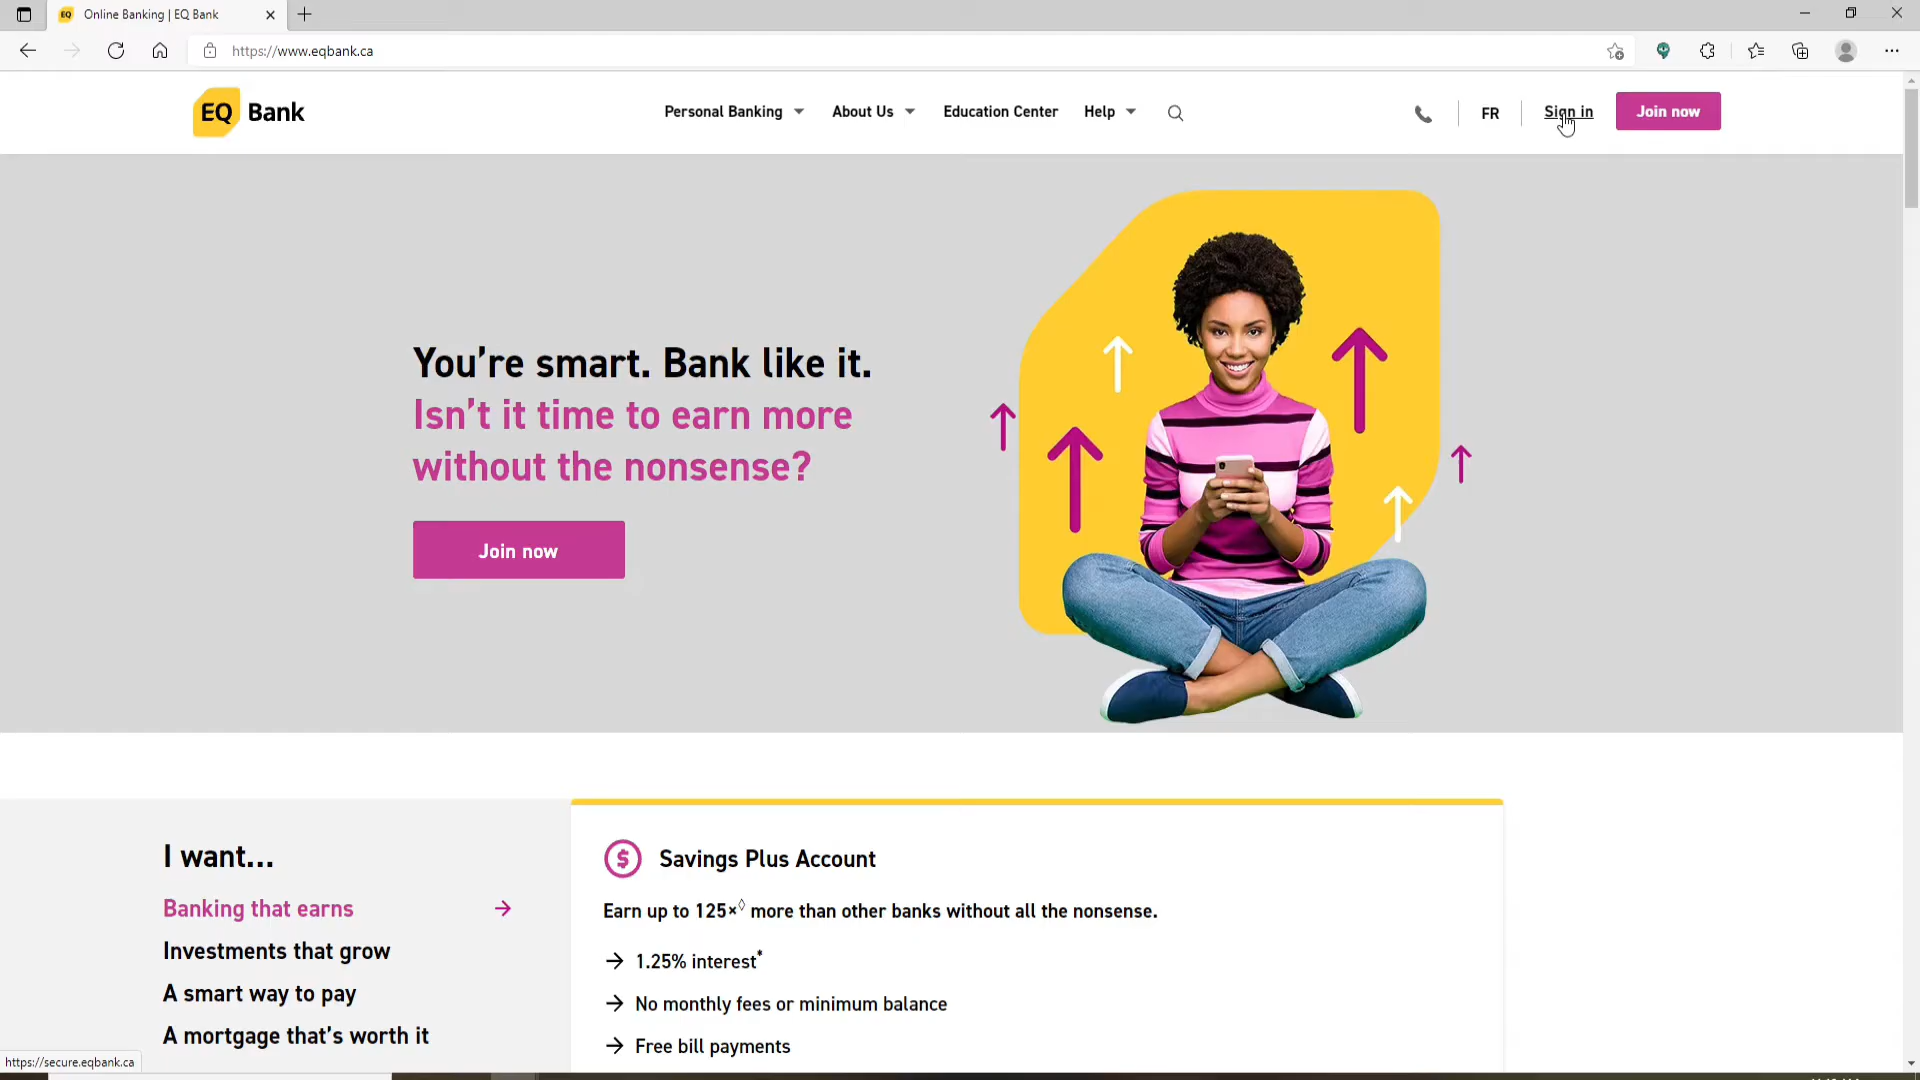 Online Banking | EQ Bank
https://www.eqbank.ca
EQ Bank
Personal Banking
About Us
Education Center
Help
FR
Sign in
Join now
You're smart. Bank like it.
Isn't it time to earn more
without the nonsense?
Join now
I want...
Banking that earns
Investments that grow
A smart way to pay
A mortgage that's worth it
$ Savings Plus Account
Earn up to 125×◊ more than other banks without all the nonsense.
→ 1.25% interest*
→ No monthly fees or minimum balance
→ Free bill payments
https://secure.eqbank.ca